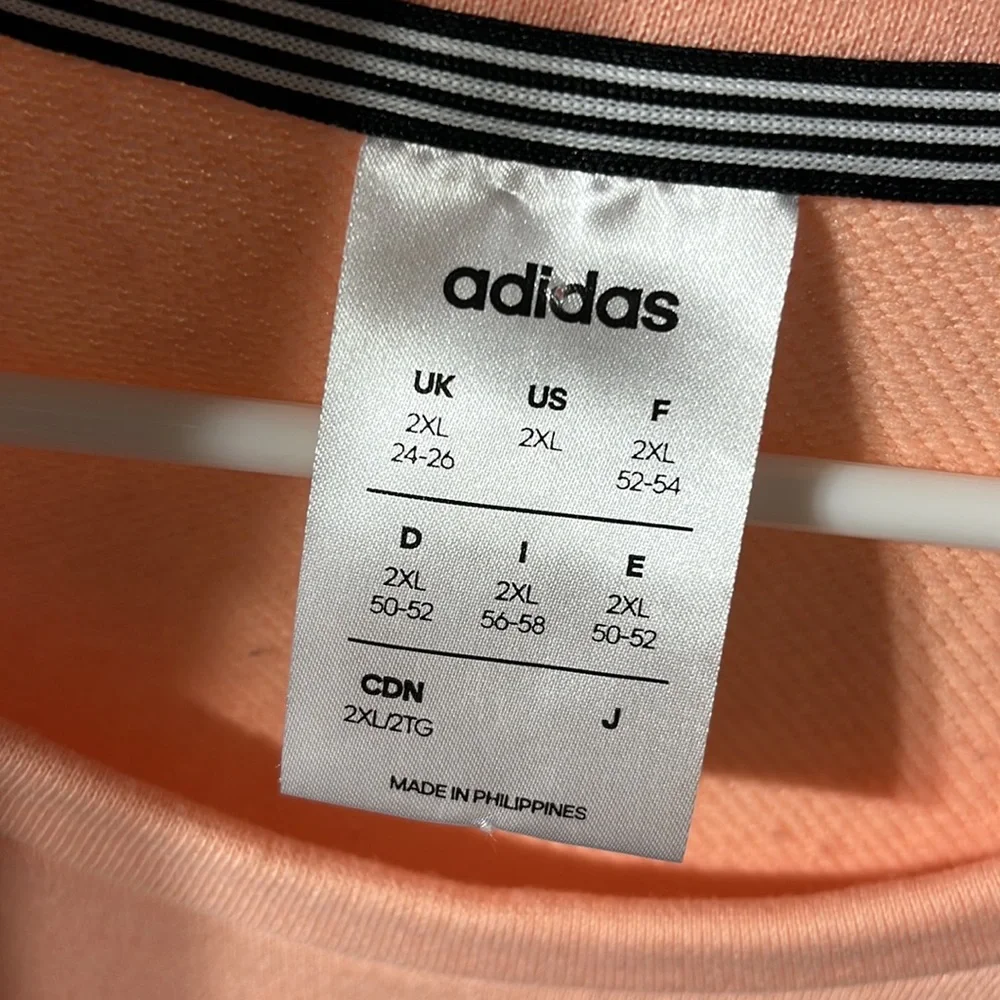 adidas
UK US F
2XL 2XL 2XL
24-26 52-54
D I E
2XL 2XL 2XL
50-52 56-58 50-52
CDN J
2XL/2TG
MADE IN PHILIPPINES